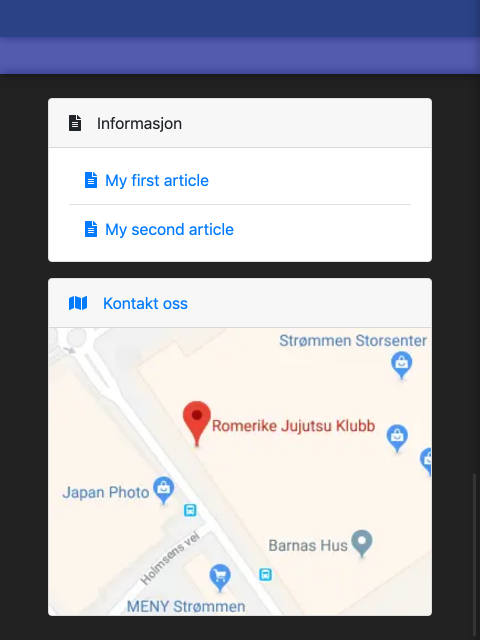 Informasjon
My first article
My second article
Kontakt oss
Strømmen Storsenter
Romerike Jujutsu Klubb
Japan Photo
Barnas Hus
Holmsens vei
MENY Strømmen